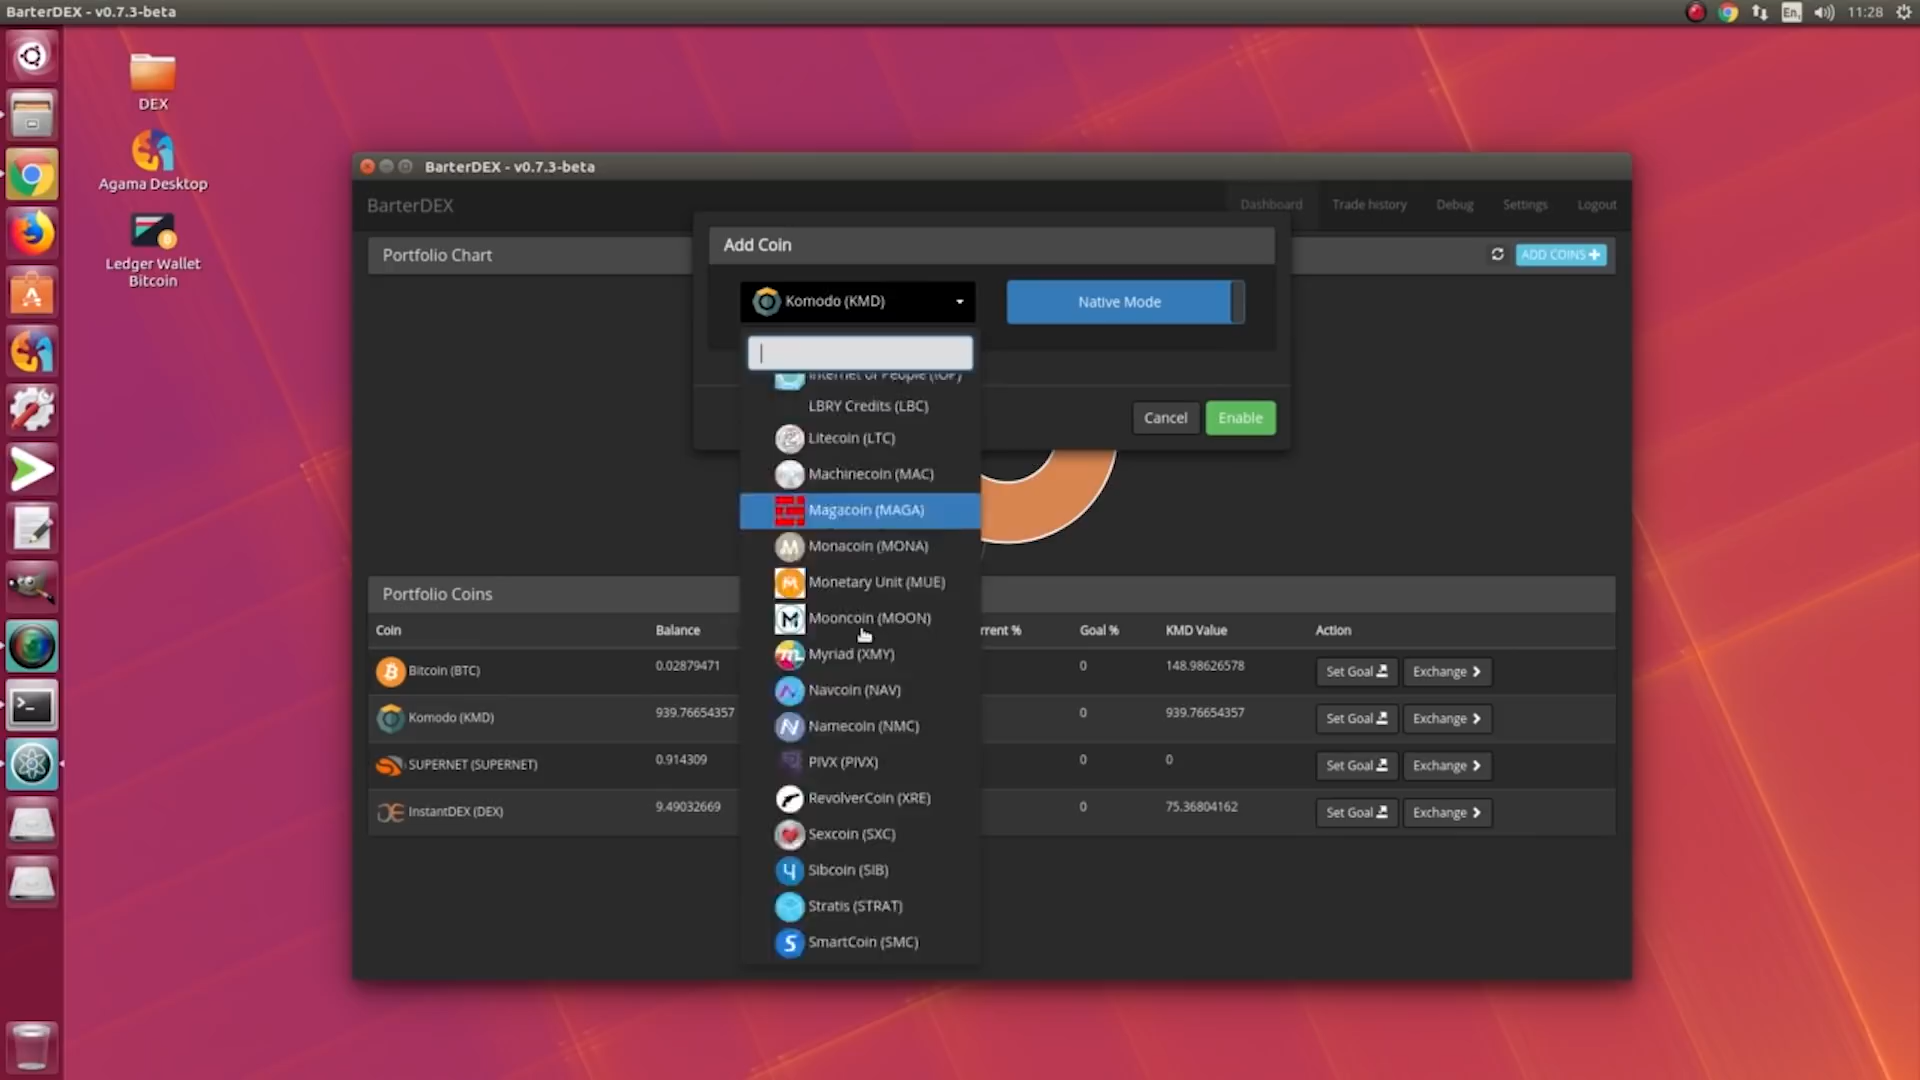 BarterDEX - v0.7.3-beta
En
11:28
DEX
Agama Desktop
Ledger Wallet
Bitcoin
BarterDEX - v0.7.3-beta
BarterDEX
Dashboard
Trade history
Debug
Settings
Logout
Portfolio Chart
ADD COINS
Add Coin
Komodo (KMD)
Native Mode
Cancel
Enable
Internet of People (IOP)
LBRY Credits (LBC)
Litecoin (LTC)
Machinecoin (MAC)
Magacoin (MAGA)
Monacoin (MONA)
Monetary Unit (MUE)
Mooncoin (MOON)
Myriad (XMY)
Navcoin (NAV)
Namecoin (NMC)
PIVX (PIVX)
RevolverCoin (XRE)
Sexcoin (SXC)
Sibcoin (SIB)
Stratis (STRAT)
SmartCoin (SMC)
Portfolio Coins
Coin Balance rrent % Goal % KMD Value Action
Bitcoin (BTC) 0.02879471 0 148.98626578 Set Goal Exchange
Komodo (KMD) 939.76654357 0 939.76654357 Set Goal Exchange
SUPERNET (SUPERNET) 0.914309 0 0 Set Goal Exchange
InstantDEX (DEX) 9.49032669 0 75.36804162 Set Goal Exchange